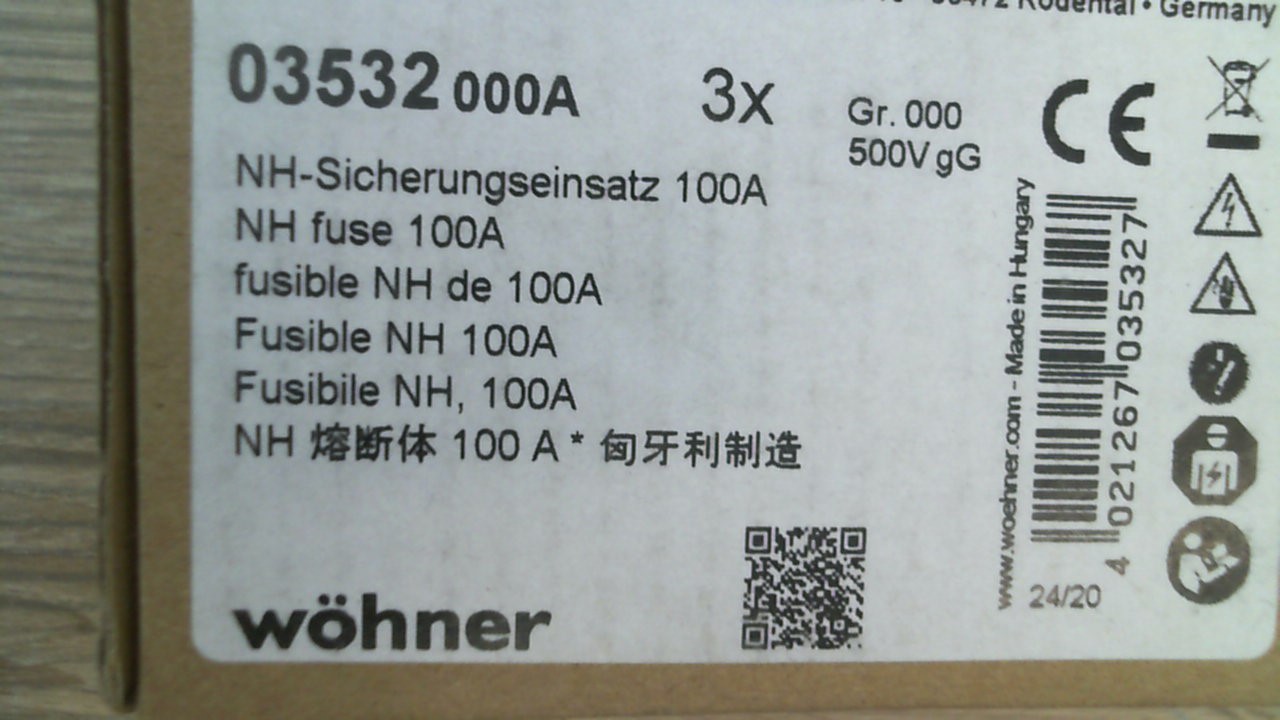 Rödental • Germany
03532 000A 3x Gr. 000
500V gG
NH-Sicherungseinsatz 100A
NH fuse 100A
fusible NH de 100A
Fusible NH 100A
Fusibile NH, 100A
NH 熔断体 100 A * 匈牙利制造
wöhner
www.woehner.com - Made in Hungary
4 021267 035327
24/20
CE